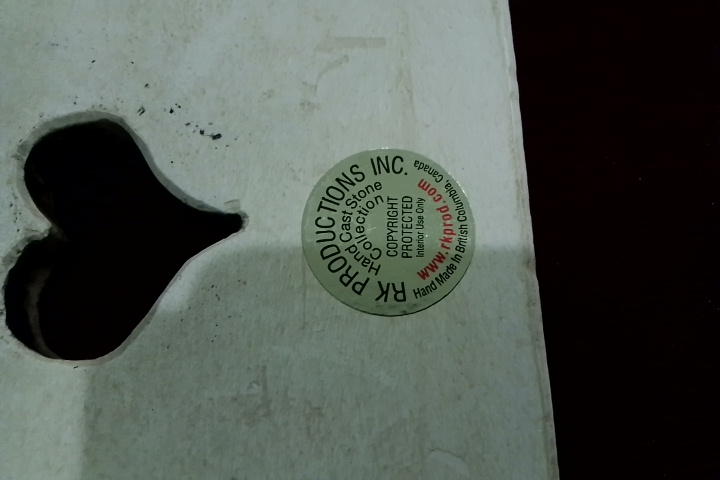 RK PRODUCTIONS INC.
Hand Cast Stone
Collection
COPYRIGHT
PROTECTED
Interior Use Only
www.rkprod.com
Hand Made In British Columbia, Canada